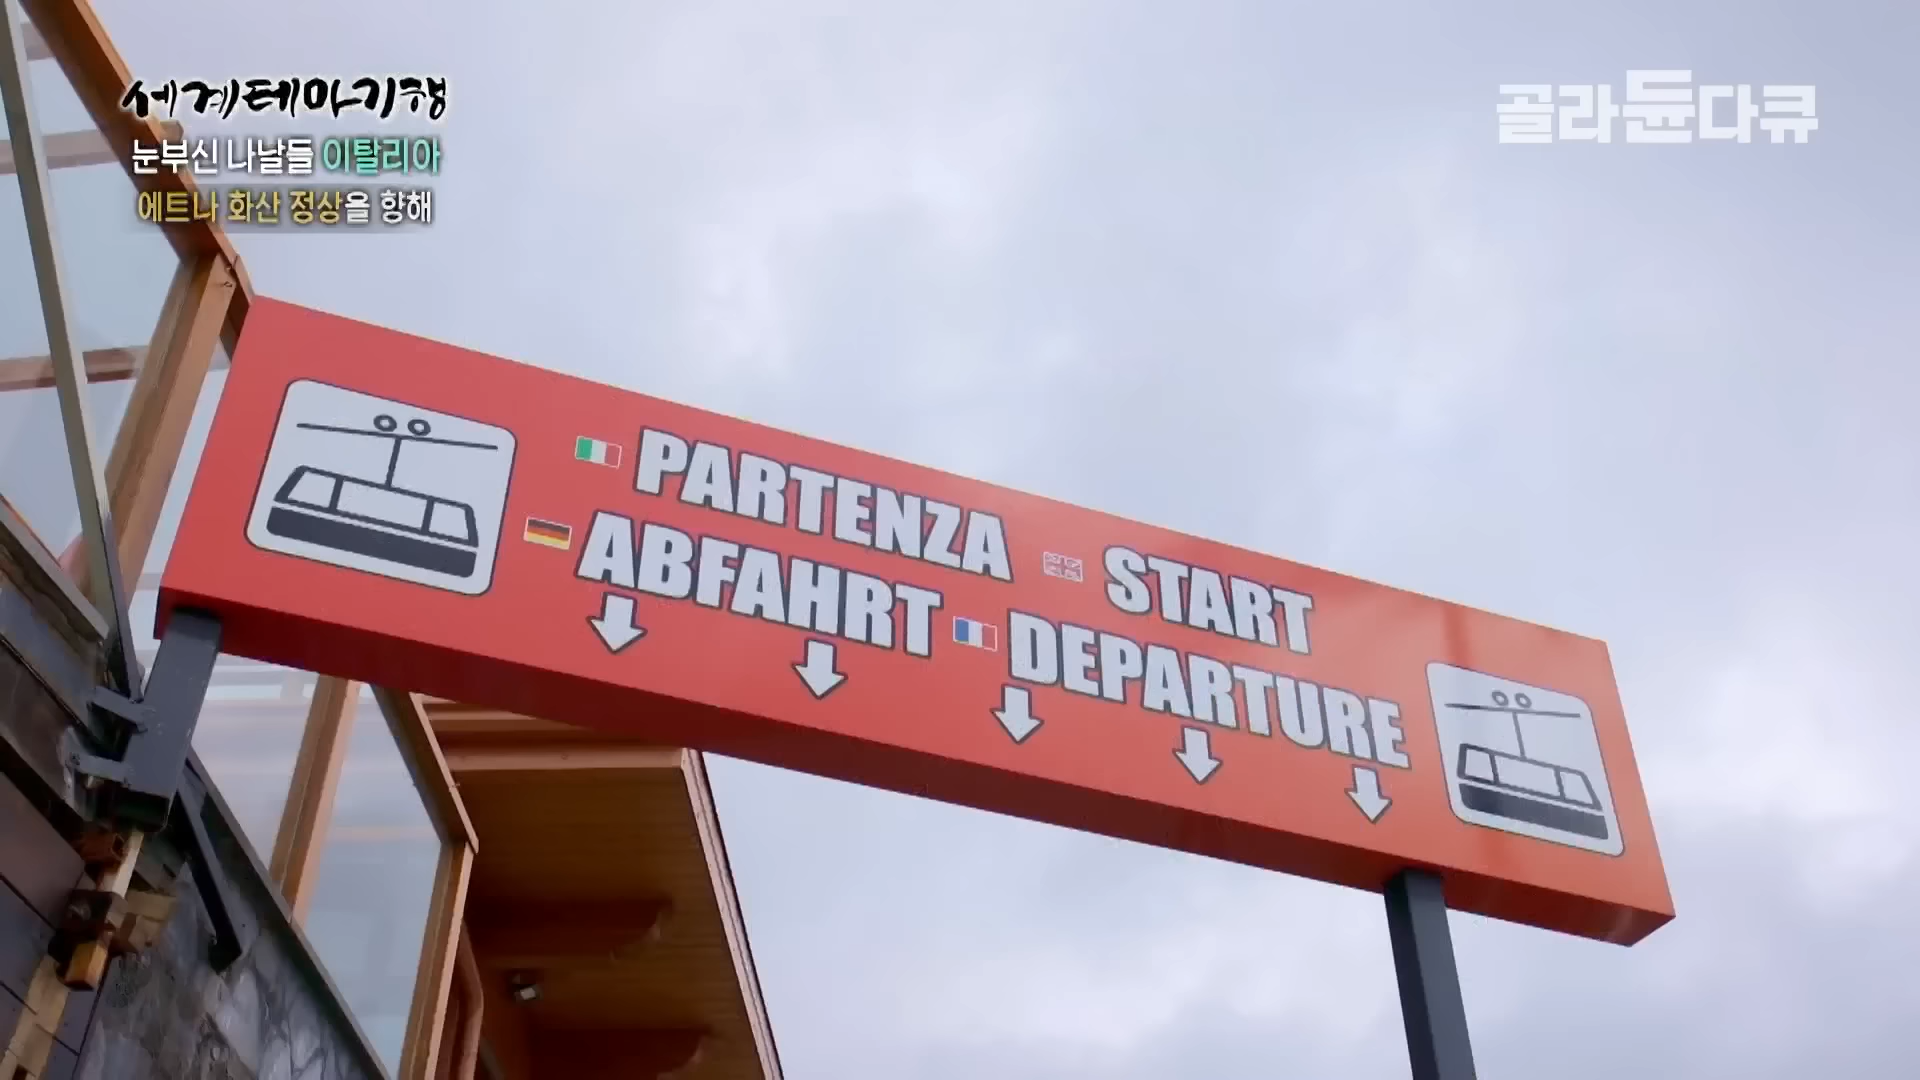 세계테마기행
눈부신 나날들 이탈리아
에트나 화산 정상을 향해
골라듄다큐
PARTENZA START
ABFAHRT DEPARTURE